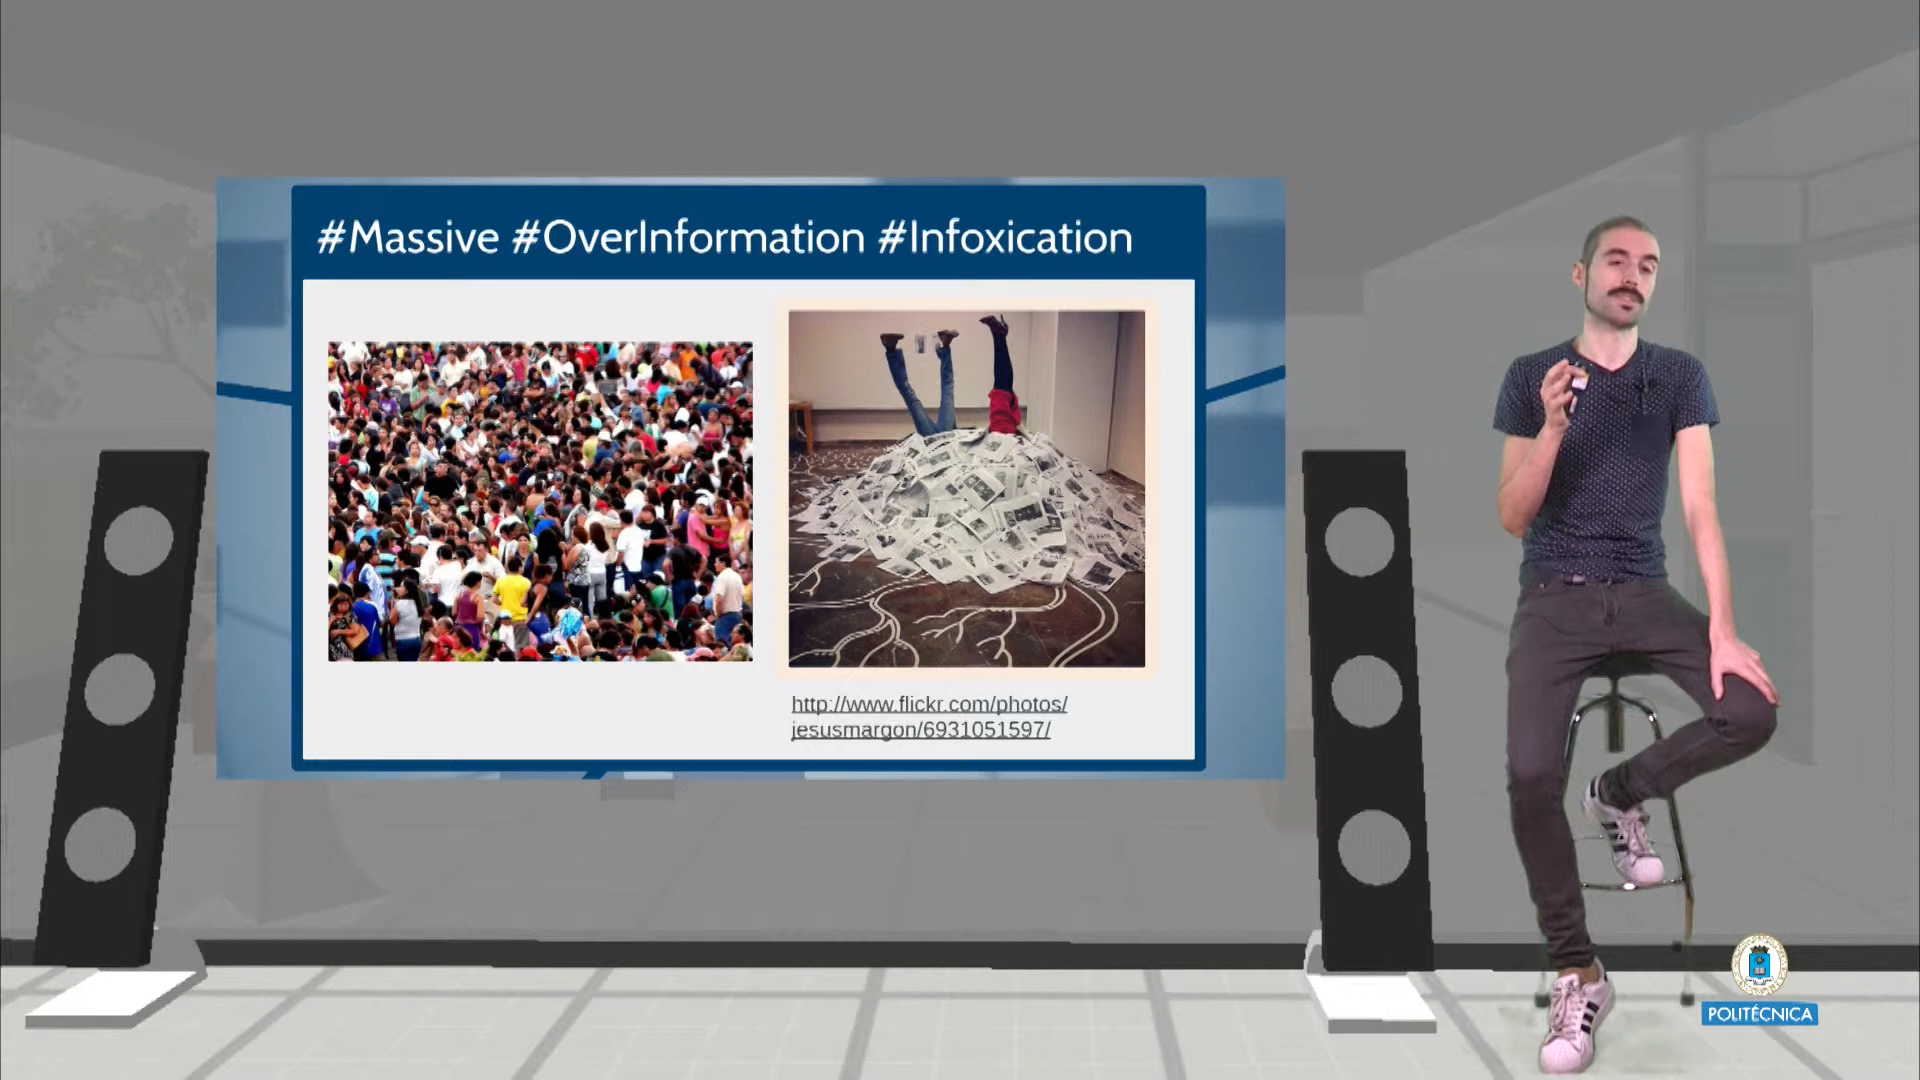 #Massive #OverInformation #Infoxication
http://www.flickr.com/photos/
jesusmargon/6931051597/
POLITÉCNICA